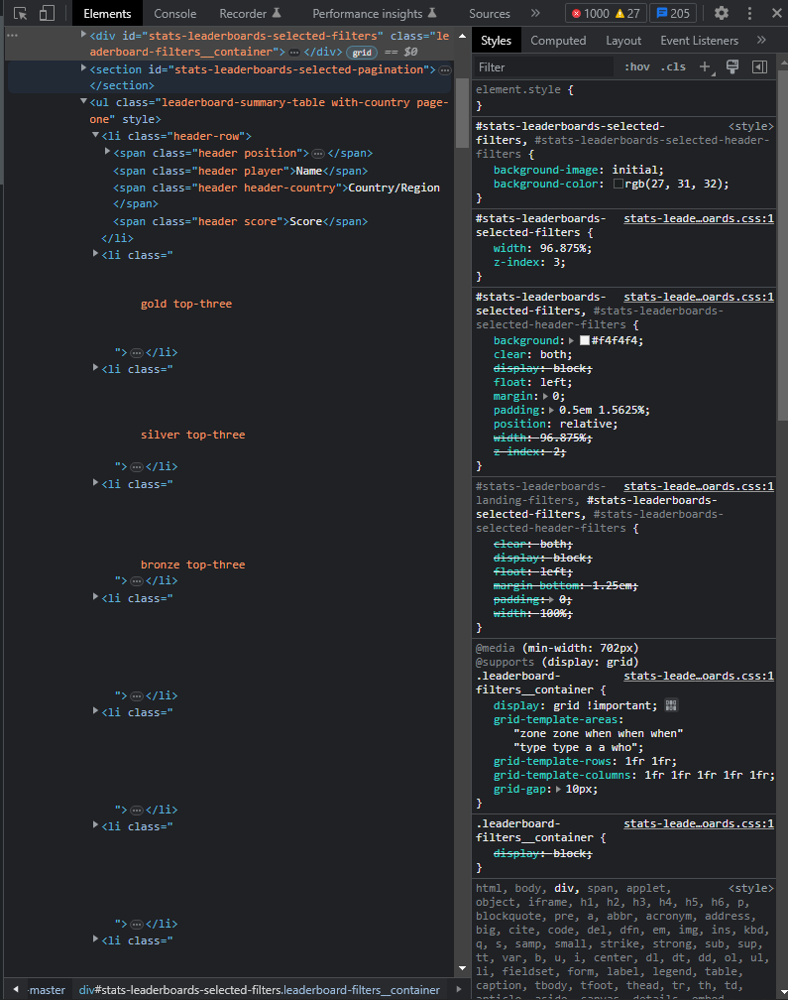 Elements Console Recorder Performance insights Sources » 1000 27 205
<div id="stats-leaderboards-selected-filters" class="le
aderboard-filters__container"> … </div> grid == $0
<section id="stats-leaderboards-selected-pagination"> …
</section>
<ul class="leaderboard-summary-table with-country page-
one" style>
<li class="header-row">
<span class="header position"> … </span>
<span class="header player">Name</span>
<span class="header header-country">Country/Region
</span>
<span class="header score">Score</span>
</li>
<li class="
gold top-three
"> … </li>
<li class="
silver top-three
"> … </li>
<li class="
bronze top-three
"> … </li>
<li class="
"> … </li>
<li class="
"> … </li>
<li class="
"> … </li>
<li class="
-master div#stats-leaderboards-selected-filters.leaderboard-filters__container
Styles Computed Layout Event Listeners »
Filter :hov .cls
element.style {
}
#stats-leaderboards-selected- <style>
filters, #stats-leaderboards-selected-header-
filters {
background-image: initial;
background-color: rgb(27, 31, 32);
}
#stats-leaderboards- stats-leade…oards.css:1
selected-filters {
width: 96.875%;
z-index: 3;
}
#stats-leaderboards- stats-leade…oards.css:1
selected-filters, #stats-leaderboards-
selected-header-filters {
background: #f4f4f4;
clear: both;
display: block;
float: left;
margin: 0;
padding: 0.5em 1.5625%;
position: relative;
width: 96.875%;
z-index: 2;
}
#stats-leaderboards- stats-leade…oards.css:1
landing-filters, #stats-leaderboards-
selected-filters, #stats-leaderboards-
selected-header-filters {
clear: both;
display: block;
float: left;
margin-bottom: 1.25em;
padding: 0;
width: 100%;
}
@media (min-width: 702px)
@supports (display: grid)
.leaderboard- stats-leade…oards.css:1
filters__container {
display: grid !important;
grid-template-areas:
"zone zone when when when"
"type type a a who";
grid-template-rows: 1fr 1fr;
grid-template-columns: 1fr 1fr 1fr 1fr 1fr;
grid-gap: 10px;
}
.leaderboard- stats-leade…oards.css:1
filters__container {
display: block;
}
html, body, div, span, applet, <style>
object, iframe, h1, h2, h3, h4, h5, h6, p,
blockquote, pre, a, abbr, acronym, address,
big, cite, code, del, dfn, em, img, ins, kbd,
q, s, samp, small, strike, strong, sub, sup,
tt, var, b, u, i, center, dl, dt, dd, ol, ul,
li, fieldset, form, label, legend, table,
caption, tbody, tfoot, thead, tr, th, td,
article, aside, canvas, details, embed,